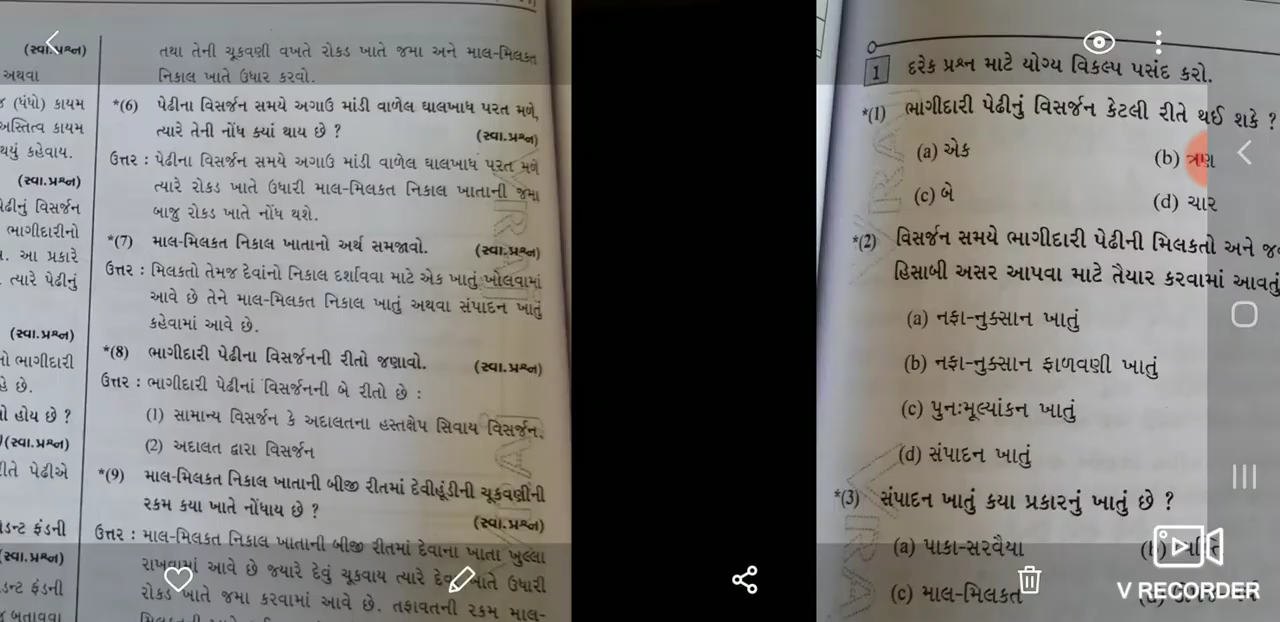 (સ્વા.પ્રશ્ન)
અથવા
(ધંધો) કાયમ
અસ્તિત્વ કાયમ
થયું કહેવાય.
(સ્વા.પ્રશ્ન)
વિસર્જન
ભાગીદારીનો
આ પ્રકારે
ત્યારે પેઢીનું
(સ્વા.પ્રશ્ન)
ભાગીદારી
છે.
હોય છે ?
(સ્વા.પ્રશ્ન)
પેઢીએ
ફંડની
(સ્વા.પ્રશ્ન)
ફંડની
બતાવવા
તથા તેની ચૂકવણી વખતે રોકડ ખાતે જમા અને માલ-મિલકત
નિકાલ ખાતે ઉધાર કરવો.
*(6) પેઢીના વિસર્જન સમયે અગાઉ માંડી વાળેલ ઘાલખાધ પરત મળે,
ત્યારે તેની નોંધ ક્યાં થાય છે ? (સ્વા.પ્રશ્ન)
ઉત્તર : પેઢીના વિસર્જન સમયે અગાઉ માંડી વાળેલ ઘાલખાધ પરત મળે
ત્યારે રોકડ ખાતે ઉધારી માલ-મિલકત નિકાલ ખાતાની જમા
બાજુ રોકડ ખાતે નોંધ થશે.
*(7) માલ-મિલકત નિકાલ ખાતાનો અર્થ સમજાવો. (સ્વા.પ્રશ્ન)
ઉત્તર : મિલકતો તેમજ દેવાંનો નિકાલ દર્શાવવા માટે એક ખાતું ખોલવામાં
આવે છે તેને માલ-મિલકત નિકાલ ખાતું અથવા સંપાદન ખાતું
કહેવામાં આવે છે.
*(8) ભાગીદારી પેઢીના વિસર્જનની રીતો જણાવો. (સ્વા.પ્રશ્ન)
ઉત્તર : ભાગીદારી પેઢીનાં વિસર્જનની બે રીતો છે :
(1) સામાન્ય વિસર્જન કે અદાલતના હસ્તક્ષેપ સિવાય વિસર્જન.
(2) અદાલત દ્વારા વિસર્જન
*(9) માલ-મિલકત નિકાલ ખાતાની બીજી રીતમાં દેવીહૂંડીની ચૂકવણીની
રકમ કયા ખાતે નોંધાય છે ? (સ્વા.પ્રશ્ન)
ઉત્તર : માલ-મિલકત નિકાલ ખાતાની બીજી રીતમાં દેવાના ખાતા ખુલ્લા
રાખવામાં આવે છે જ્યારે દેવું ચૂકવાય ત્યારે દેવા ખાતે ઉધારી
રોકડ ખાતે જમા કરવામાં આવે છે. તફાવતની રકમ માલ-
1 દરેક પ્રશ્ન માટે યોગ્ય વિકલ્પ પસંદ કરો.
*(1) ભાગીદારી પેઢીનું વિસર્જન કેટલી રીતે થઈ શકે ?
(a) એક (b) ત્રણ
(c) બે (d) ચાર
*(2) વિસર્જન સમયે ભાગીદારી પેઢીની મિલકતો અને
હિસાબી અસર આપવા માટે તૈયાર કરવામાં આવતું
(a) નફા-નુક્સાન ખાતું
(b) નફા-નુક્સાન ફાળવણી ખાતું
(c) પુનઃમૂલ્યાંકન ખાતું
(d) સંપાદન ખાતું
*(3) સંપાદન ખાતું કયા પ્રકારનું ખાતું છે ?
(a) પાકા-સરવૈયા (b)
(c) માલ-મિલકત
V RECORDER